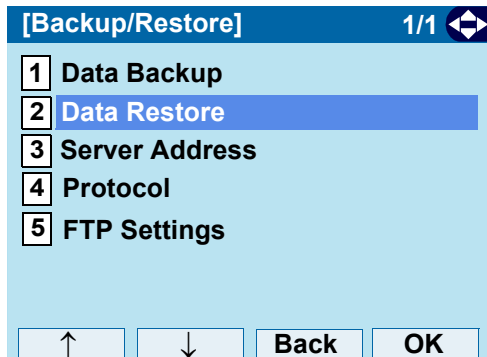 [Backup/Restore] 1/1
1 Data Backup
2 Data Restore
3 Server Address
4 Protocol
5 FTP Settings
↑ ↓ Back OK